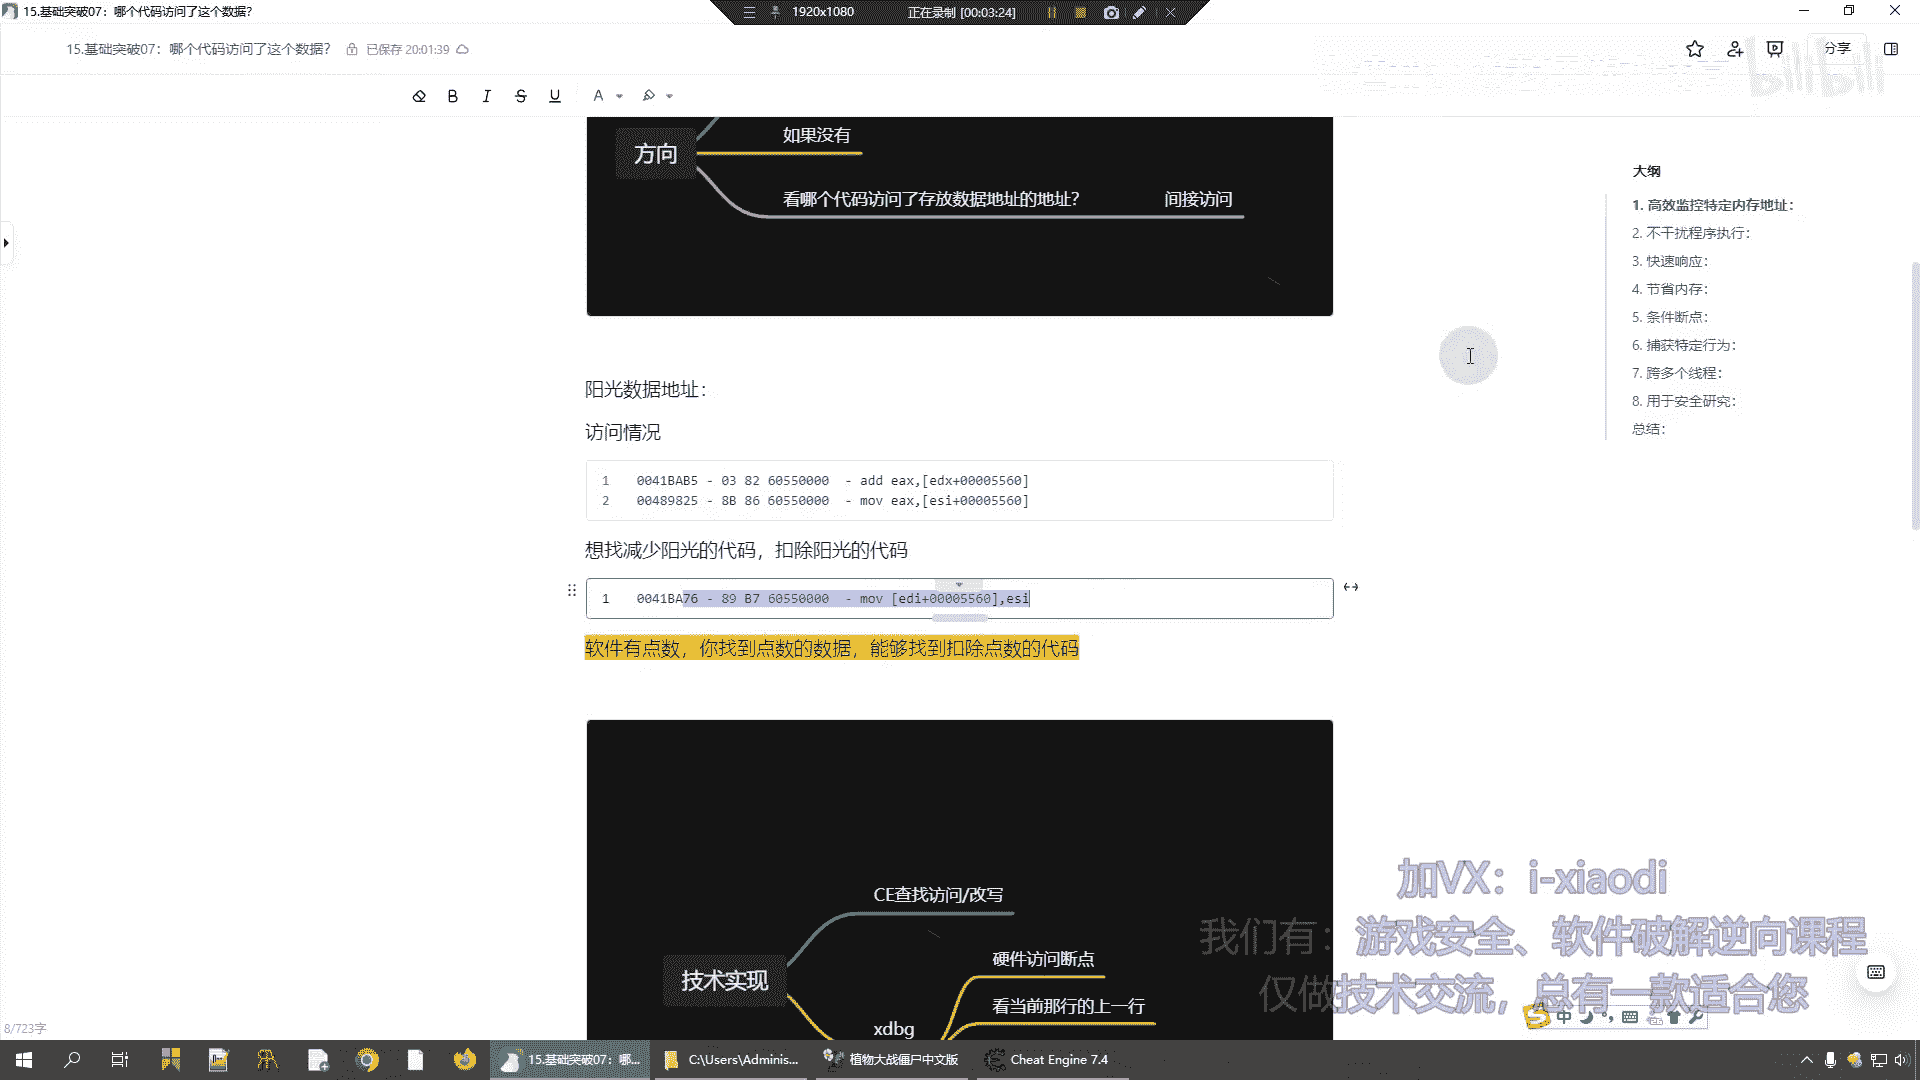 15.基础突破07：哪个代码访问了这个数据?
1920x1080
正在录制 [00:03:24]
15.基础突破07：哪个代码访问了这个数据?
已保存 20:01:39
分享
bilibili
B I S U A
如果没有
方向
看哪个代码访问了存放数据地址的地址?
间接访问
大纲
1. 高效监控特定内存地址：
2. 不干扰程序执行：
3. 快速响应：
4. 节省内存：
5. 条件断点：
6. 捕获特定行为：
7. 跨多个线程：
8. 用于安全研究：
总结：
阳光数据地址：
访问情况
1 0041BAB5 - 03 82 60550000 - add eax,[edx+00005560]
2 00489825 - 8B 86 60550000 - mov eax,[esi+00005560]
想找减少阳光的代码，扣除阳光的代码
1 0041BA76 - 89 B7 60550000 - mov [edi+00005560],esi
软件有点数，你找到点数的数据，能够找到扣除点数的代码
CE查找访问/改写
硬件访问断点
技术实现
看当前那行的上一行
xdbg
加VX：i-xiaodi
我们有：游戏安全、软件破解逆向课程
仅做技术交流，总有一款适合您
中
8/723字
15.基础突破07：哪...
C:\Users\Adminis...
植物大战僵尸中文版
Cheat Engine 7.4